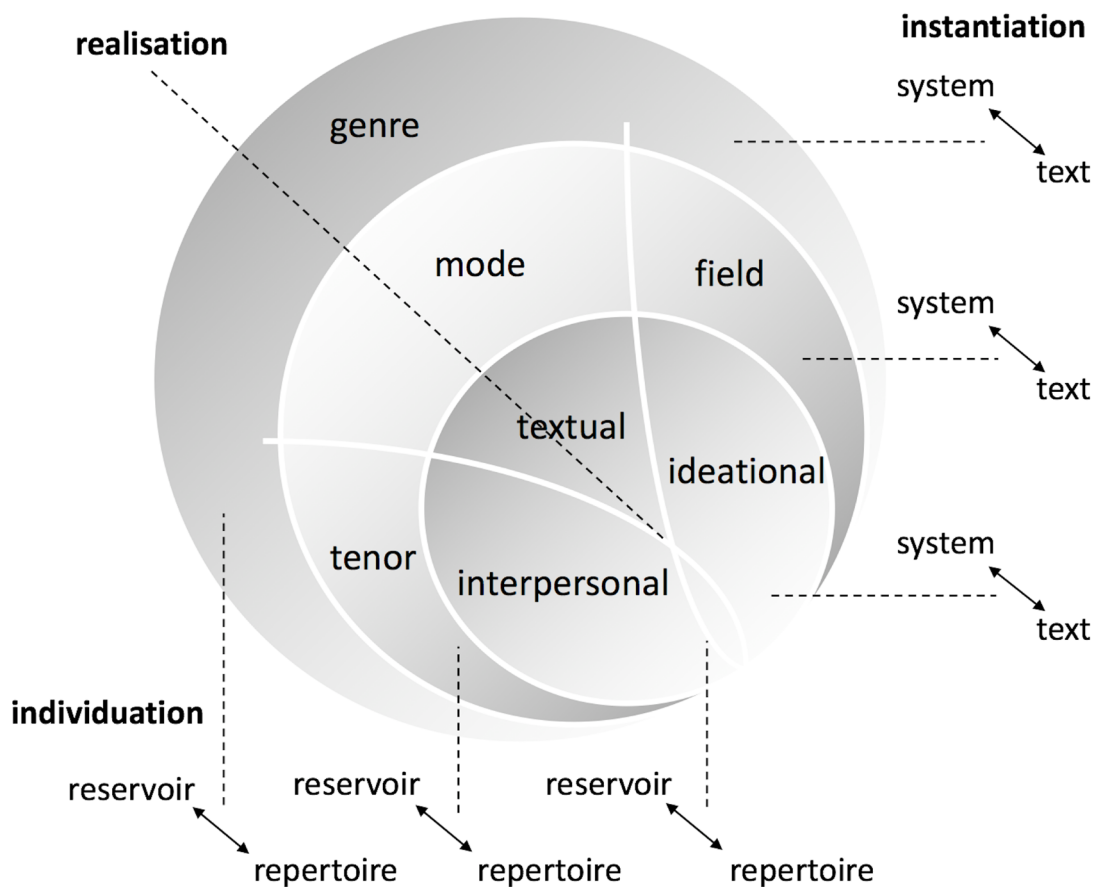 realisation
instantiation
system
text
genre
mode
field
system
text
textual
ideational
tenor
interpersonal
system
text
individuation
reservoir
repertoire
reservoir
repertoire
reservoir
repertoire